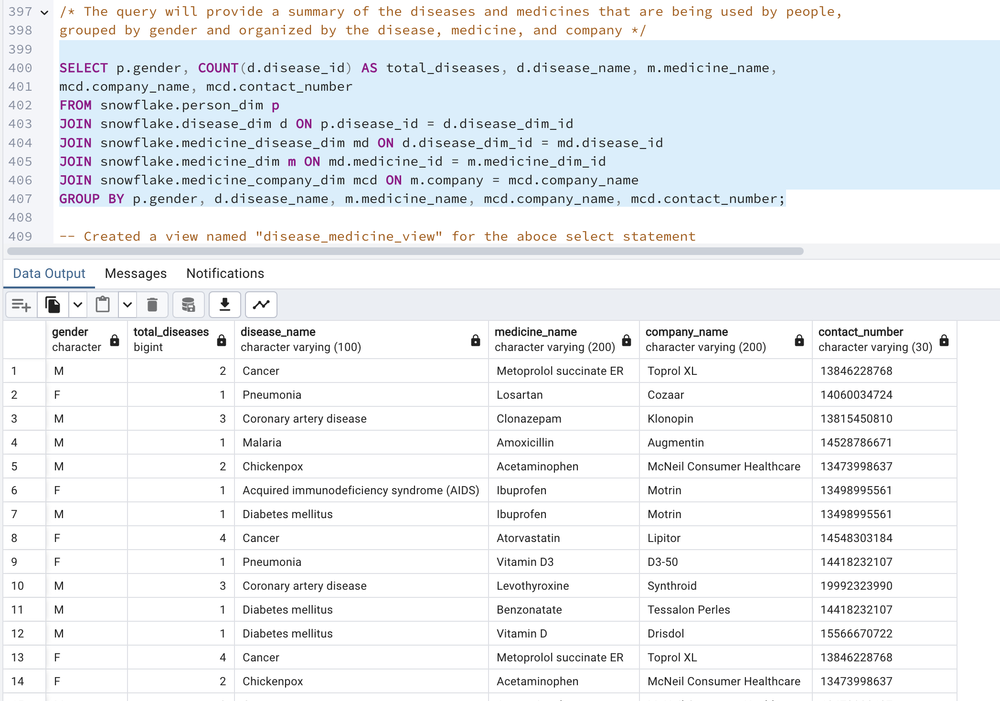 397 /* The query will provide a summary of the diseases and medicines that are being used by people,
398 grouped by gender and organized by the disease, medicine, and company */
399
400 SELECT p.gender, COUNT(d.disease_id) AS total_diseases, d.disease_name, m.medicine_name,
401 mcd.company_name, mcd.contact_number
402 FROM snowflake.person_dim p
403 JOIN snowflake.disease_dim d ON p.disease_id = d.disease_dim_id
404 JOIN snowflake.medicine_disease_dim md ON d.disease_dim_id = md.disease_id
405 JOIN snowflake.medicine_dim m ON md.medicine_id = m.medicine_dim_id
406 JOIN snowflake.medicine_company_dim mcd ON m.company = mcd.company_name
407 GROUP BY p.gender, d.disease_name, m.medicine_name, mcd.company_name, mcd.contact_number;
408
409 -- Created a view named "disease_medicine_view" for the aboce select statement
Data Output Messages Notifications
gender total_diseases disease_name medicine_name company_name contact_number
character bigint character varying (100) character varying (200) character varying (200) character varying (30)
1 M 2 Cancer Metoprolol succinate ER Toprol XL 13846228768
2 F 1 Pneumonia Losartan Cozaar 14060034724
3 M 3 Coronary artery disease Clonazepam Klonopin 13815450810
4 M 1 Malaria Amoxicillin Augmentin 14528786671
5 M 2 Chickenpox Acetaminophen McNeil Consumer Healthcare 13473998637
6 F 1 Acquired immunodeficiency syndrome (AIDS) Ibuprofen Motrin 13498995561
7 M 1 Diabetes mellitus Ibuprofen Motrin 13498995561
8 F 4 Cancer Atorvastatin Lipitor 14548303184
9 F 1 Pneumonia Vitamin D3 D3-50 14418232107
10 M 3 Coronary artery disease Levothyroxine Synthroid 19992323990
11 M 1 Diabetes mellitus Benzonatate Tessalon Perles 14418232107
12 M 1 Diabetes mellitus Vitamin D Drisdol 15566670722
13 F 4 Cancer Metoprolol succinate ER Toprol XL 13846228768
14 F 2 Chickenpox Acetaminophen McNeil Consumer Healthcare 13473998637